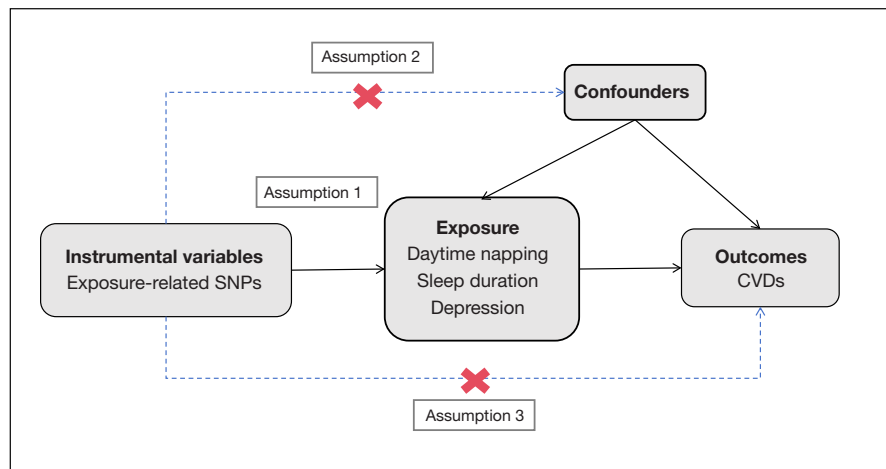 Assumption 2
Confounders
Assumption 1
Instrumental variables
Exposure-related SNPs
Exposure
Daytime napping
Sleep duration
Depression
Outcomes
CVDs
Assumption 3